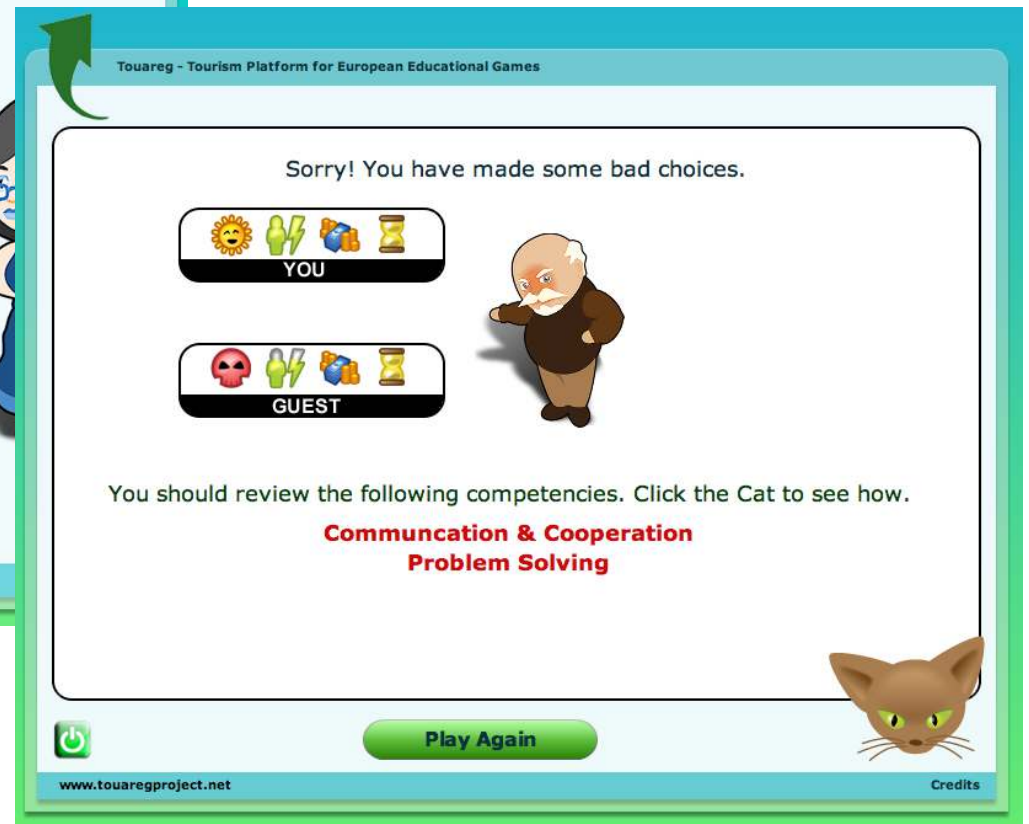 Touareg - Tourism Platform for European Educational Games
Sorry! You have made some bad choices.
YOU
GUEST
You should review the following competencies. Click the Cat to see how.
Communcation & Cooperation
Problem Solving
Play Again
www.touaregproject.net
Credits